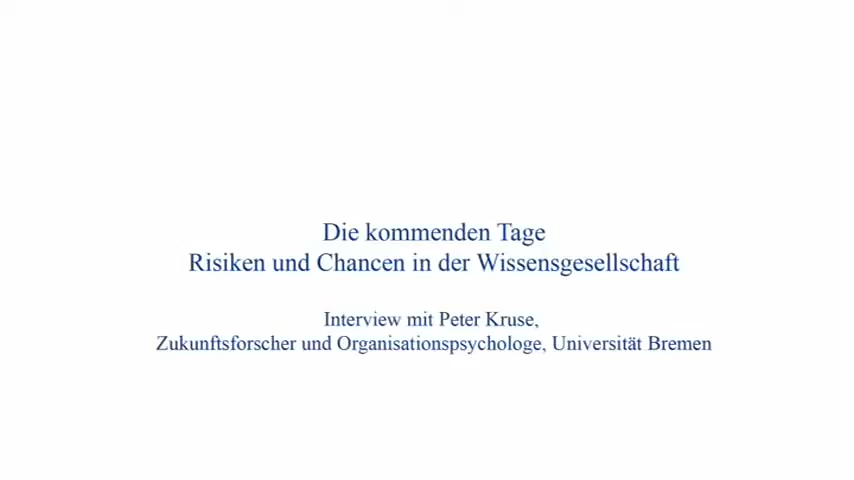 Die kommenden Tage
Risiken und Chancen in der Wissensgesellschaft
Interview mit Peter Kruse,
Zukunftsforscher und Organisationspsychologe, Universität Bremen